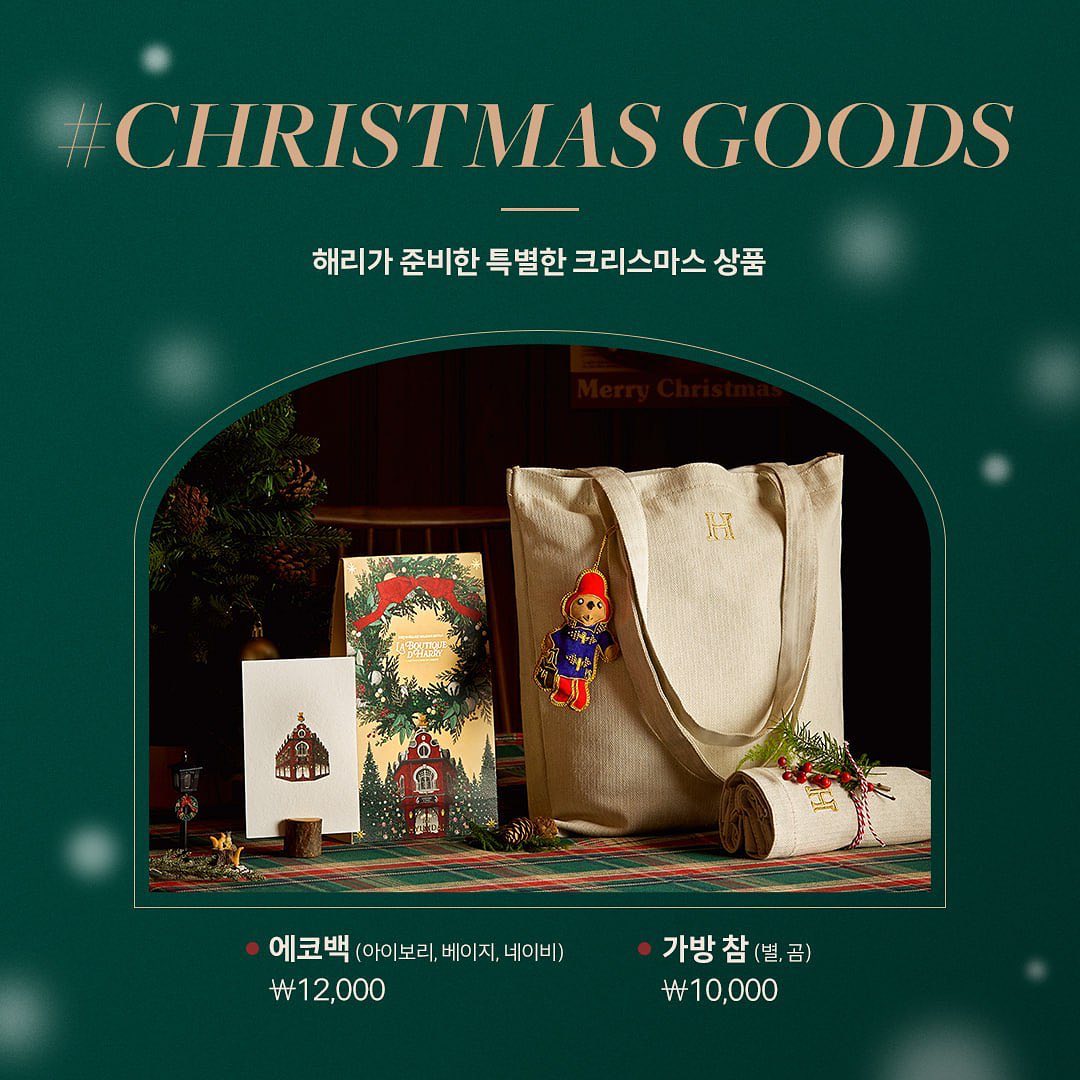 #CHRISTMAS GOODS
해리가 준비한 특별한 크리스마스 상품
Merry Christmas
H
LA BOUTIQUE
D'HARRY
H
에코백 (아이보리, 베이지, 네이비)
₩12,000
가방 참 (별, 곰)
₩10,000